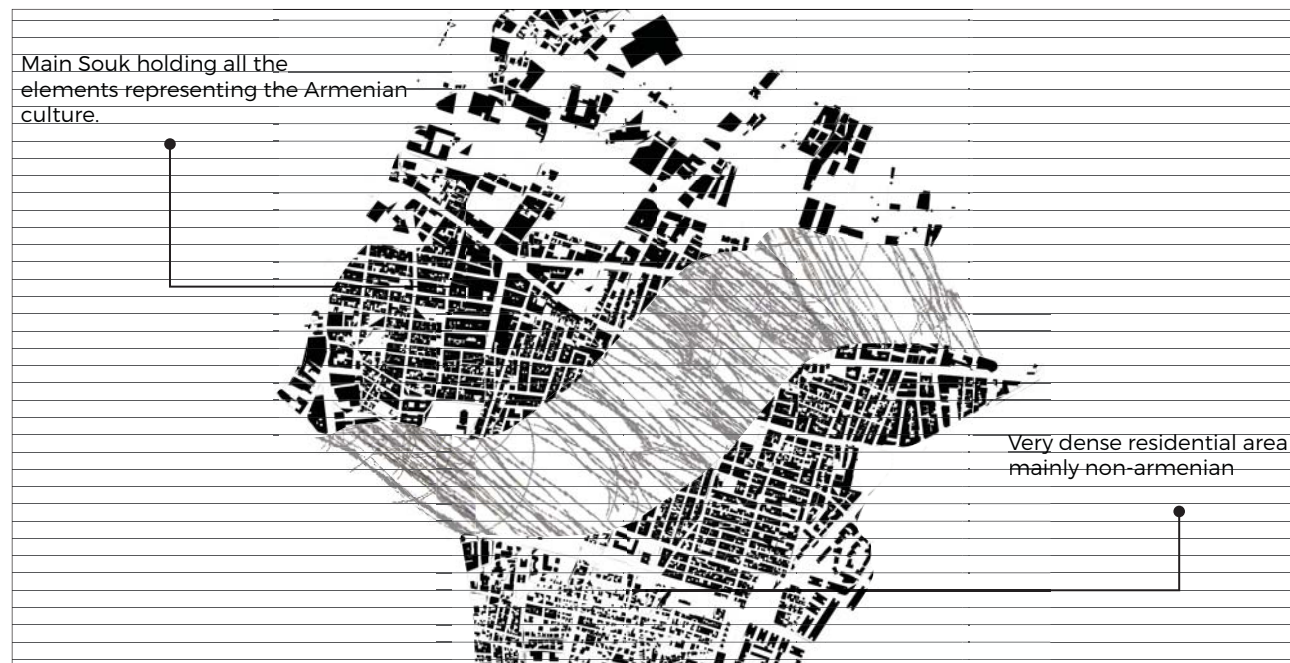 Main Souk holding all the
elements representing the Armenian
culture.
Very dense residential area
mainly non-armenian